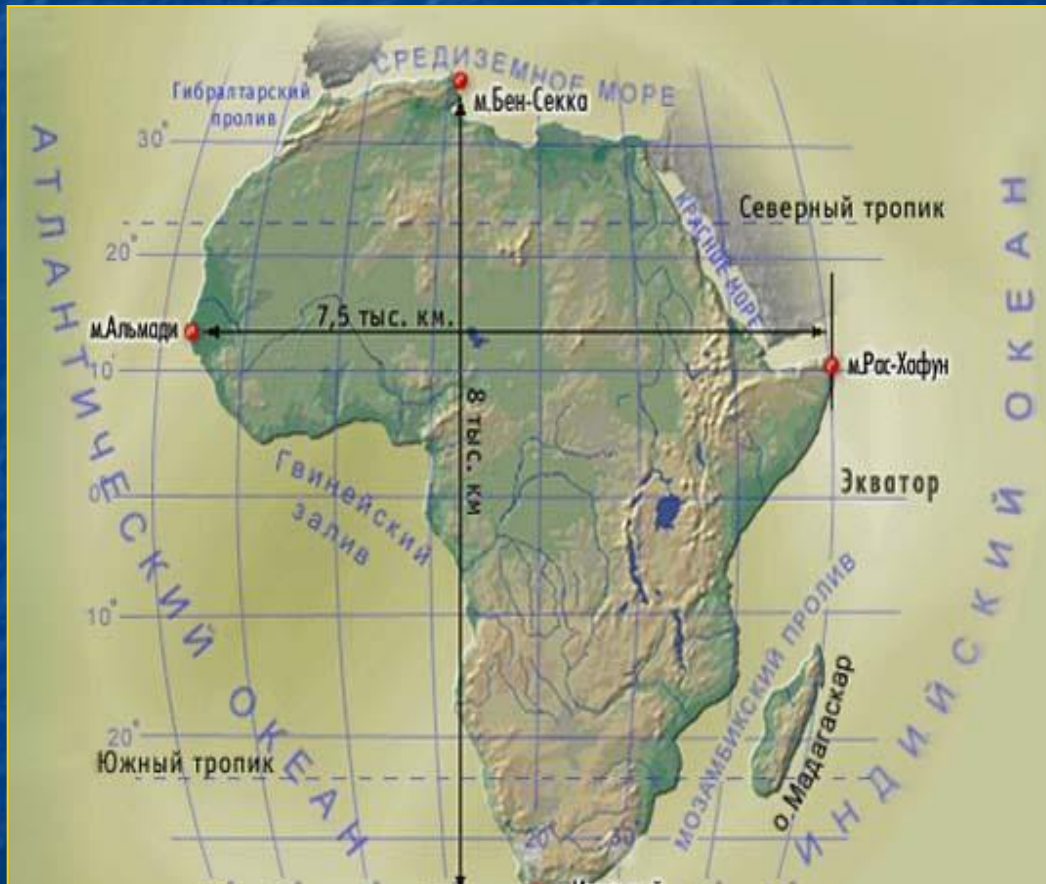 СРЕДИЗЕМНОЕ МОРЕ
Гибралтарский
пролив
м.Бен-Секка
30°
АТЛАНТИЧЕСКИЙ ОКЕАН
ИНДИЙСКИЙ ОКЕАН
Северный тропик
КРАСНОЕ МОРЕ
20°
7,5 тыс. км.
м.Альмади
10°
м.Рас-Хафун
8 тыс. км
Гвинейский
залив
0°
Экватор
10°
МОЗАМБИКСКИЙ ПРОЛИВ
о.Мадагаскар
20°
Южный тропик
20°
30°